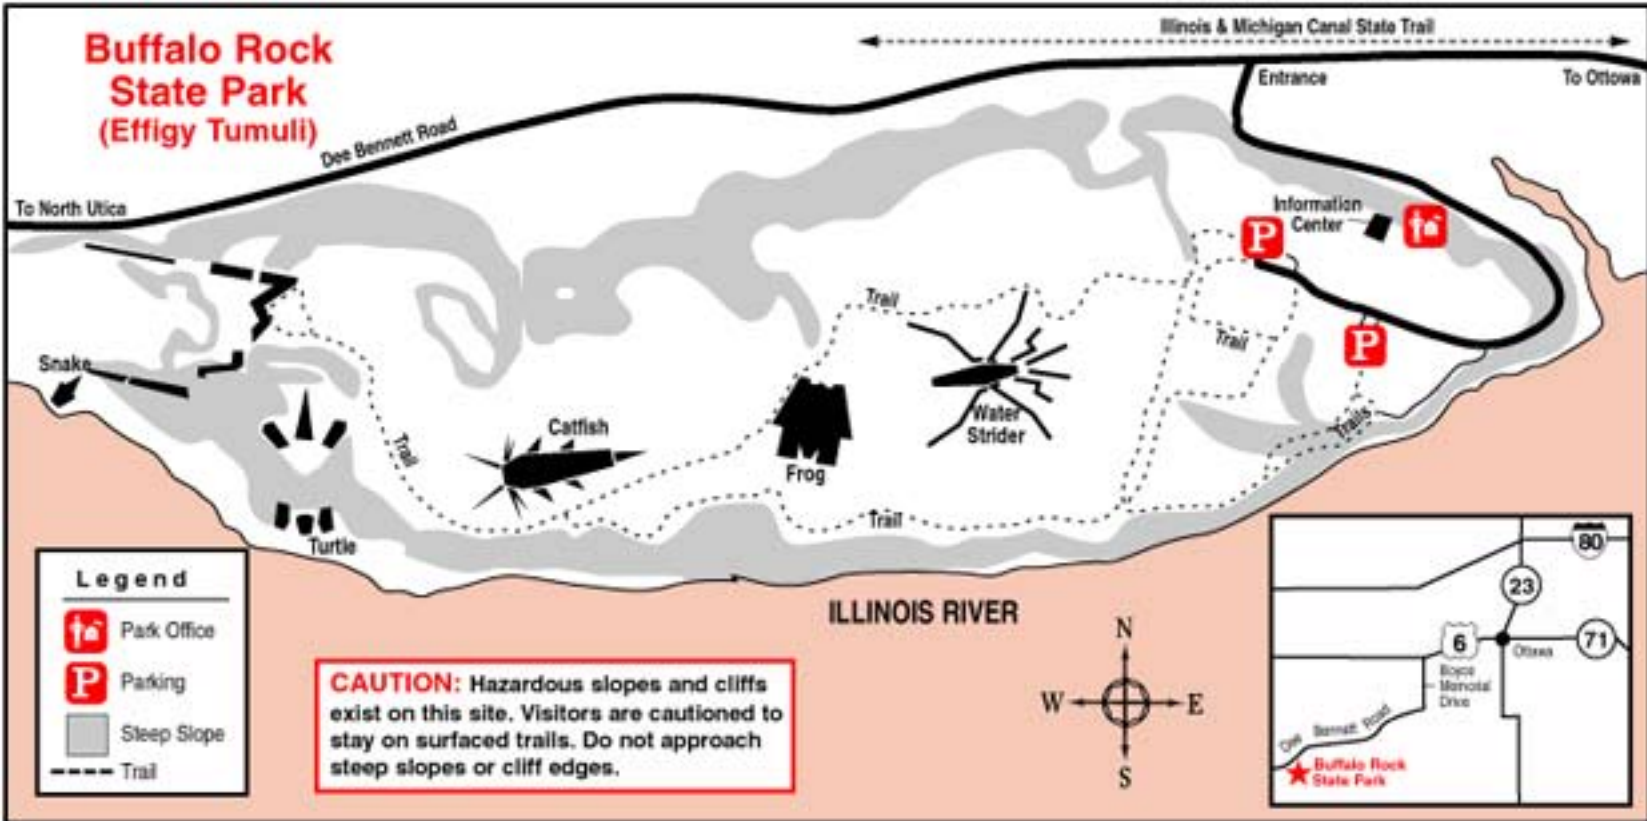 Buffalo Rock
State Park
(Effigy Tumuli)
Illinois & Michigan Canal State Trail
Entrance
To Ottowa
Dee Bennett Road
To North Utica
Information
Center
P
P
Trail
Trail
Trails
Snake
Trail
Catfish
Frog
Water
Strider
Trail
Turtle
ILLINOIS RIVER
Legend
Park Office
P Parking
Steep Slope
Trail
CAUTION: Hazardous slopes and cliffs
exist on this site. Visitors are cautioned to
stay on surfaced trails. Do not approach
steep slopes or cliff edges.
N
W E
S
80
23
6
71
Ottawa
Boyce
Memorial
Drive
Dee Bennett Road
Buffalo Rock
State Park